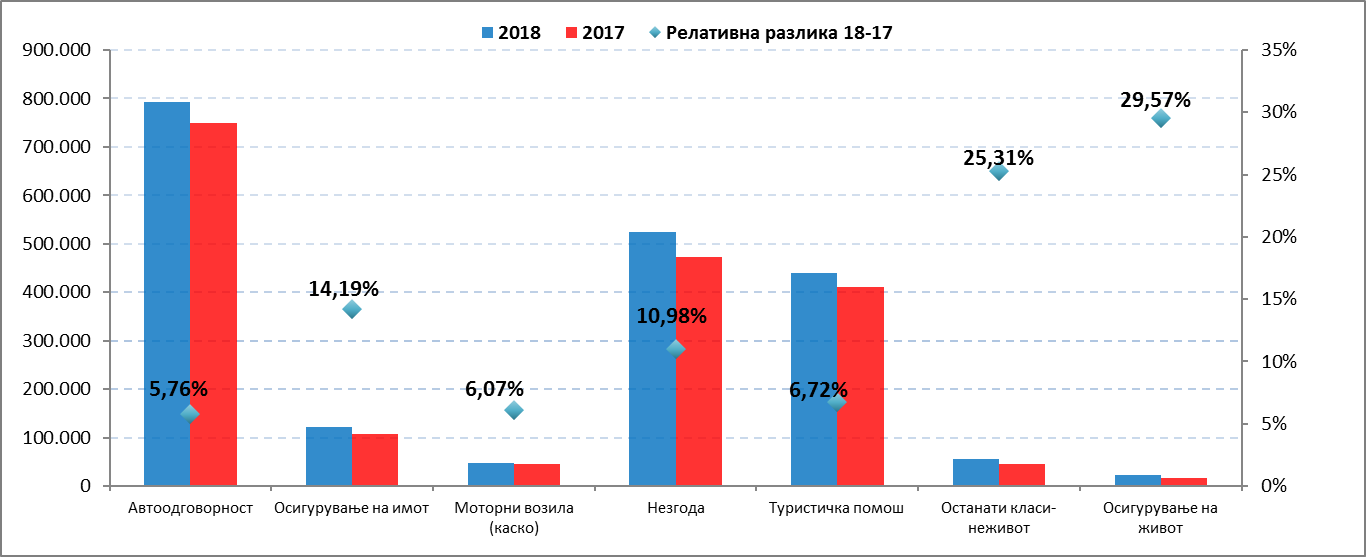 2018 2017 Релативна разлика 18-17
900.000
800.000
700.000
600.000
500.000
400.000
300.000
200.000
100.000
0
35%
30%
25%
20%
15%
10%
5%
0%
5,76%
14,19%
6,07%
10,98%
6,72%
25,31%
29,57%
Автоодговорност
Осигурување на имот
Моторни возила
(каско)
Незгода
Туристичка помош
Останати класи-
неживот
Осигурување на
живот